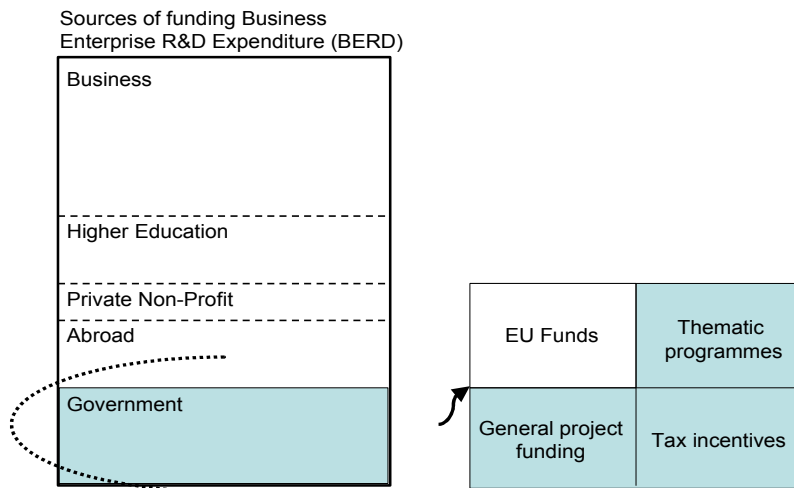 Sources of funding Business
Enterprise R&D Expenditure (BERD)
Business
Higher Education
Private Non-Profit
Abroad
Government
EU Funds
Thematic
programmes
General project
funding
Tax incentives